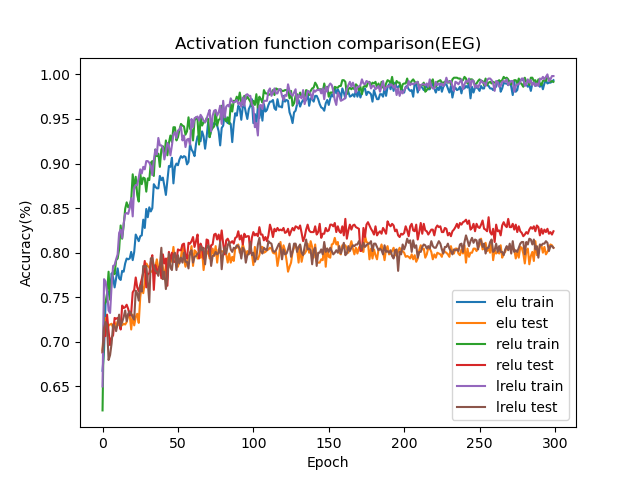 Activation function comparison(EEG)
Accuracy(%)
1.00
0.95
0.90
0.85
0.80
0.75
0.70
0.65
0
50
100
150
200
250
300
Epoch
elu train
elu test
relu train
relu test
lrelu train
lrelu test